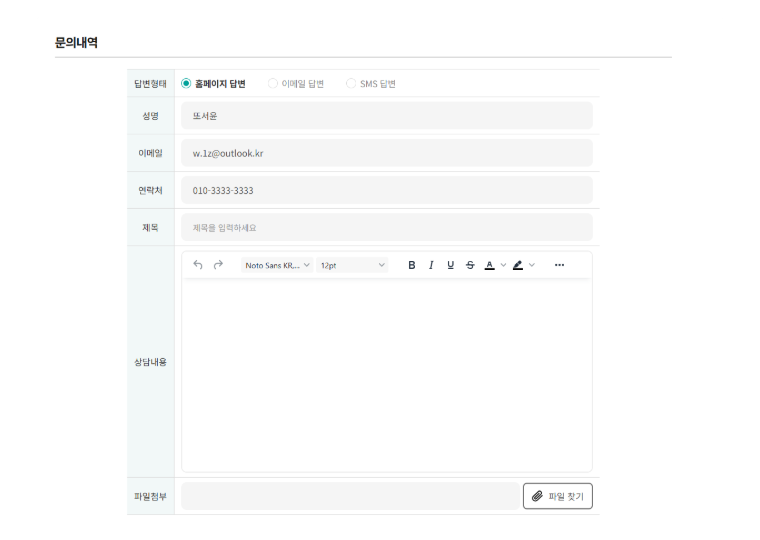 문의내역
답변형태 홈페이지 답변 이메일 답변 SMS 답변
성명 또서윤
이메일 w.1z@outlook.kr
연락처 010-3333-3333
제목 제목을 입력하세요
Noto Sans KR,... 12pt B I U S A
상담내용
파일첨부 파일 찾기